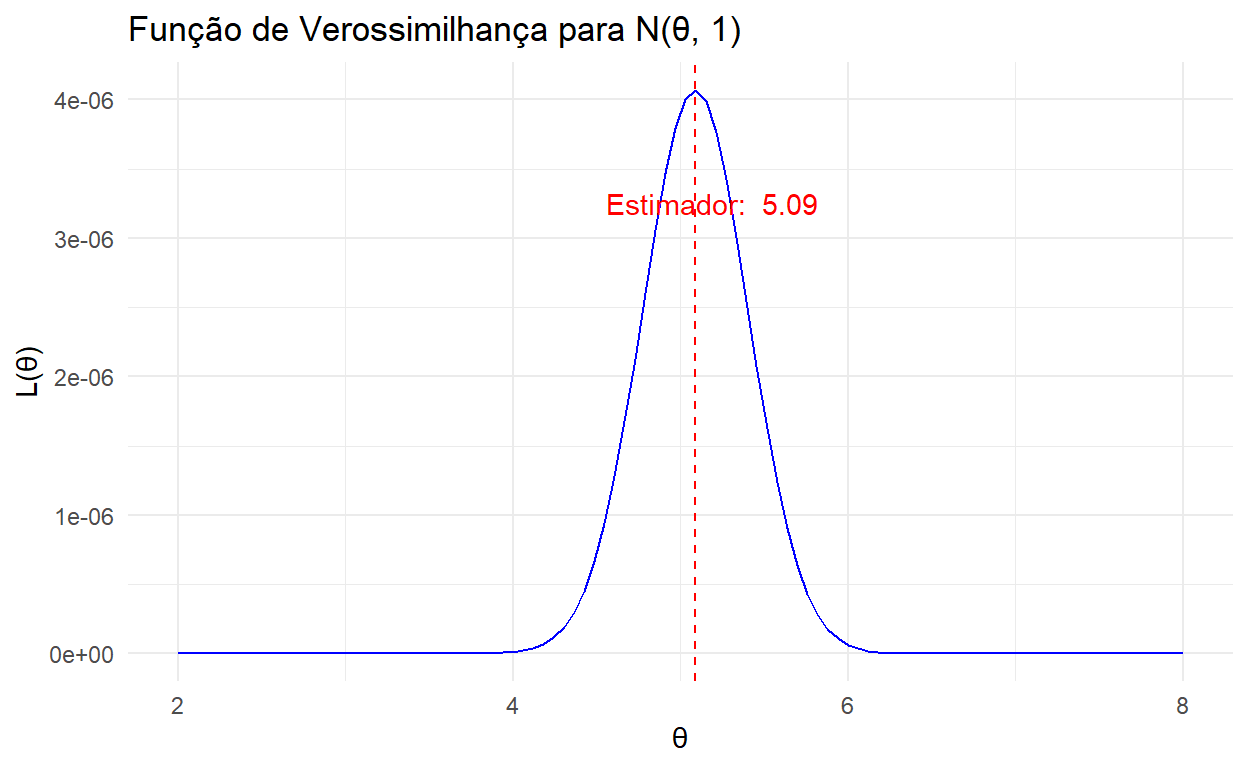 Função de Verossimilhança para N(θ, 1)
4e-06
Estimador:  5.09
3e-06
L(θ)
2e-06
1e-06
0e+00
2
4
6
8
θ